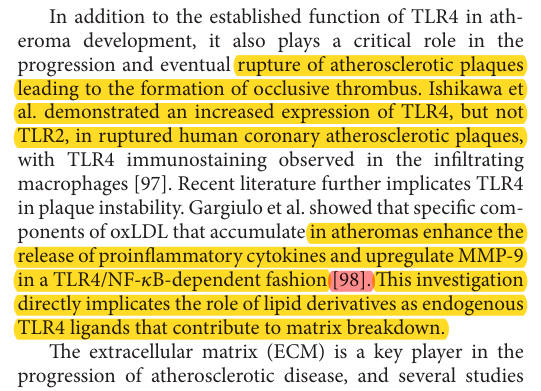 In addition to the established function of TLR4 in ath-
eroma development, it also plays a critical role in the
progression and eventual rupture of atherosclerotic plaques
leading to the formation of occlusive thrombus. Ishikawa et
al. demonstrated an increased expression of TLR4, but not
TLR2, in ruptured human coronary atherosclerotic plaques,
with TLR4 immunostaining observed in the infiltrating
macrophages [97]. Recent literature further implicates TLR4
in plaque instability. Gargiulo et al. showed that specific com-
ponents of oxLDL that accumulate in atheromas enhance the
release of proinflammatory cytokines and upregulate MMP-9
in a TLR4/NF-κB-dependent fashion [98]. This investigation
directly implicates the role of lipid derivatives as endogenous
TLR4 ligands that contribute to matrix breakdown.
The extracellular matrix (ECM) is a key player in the
progression of atherosclerotic disease, and several studies